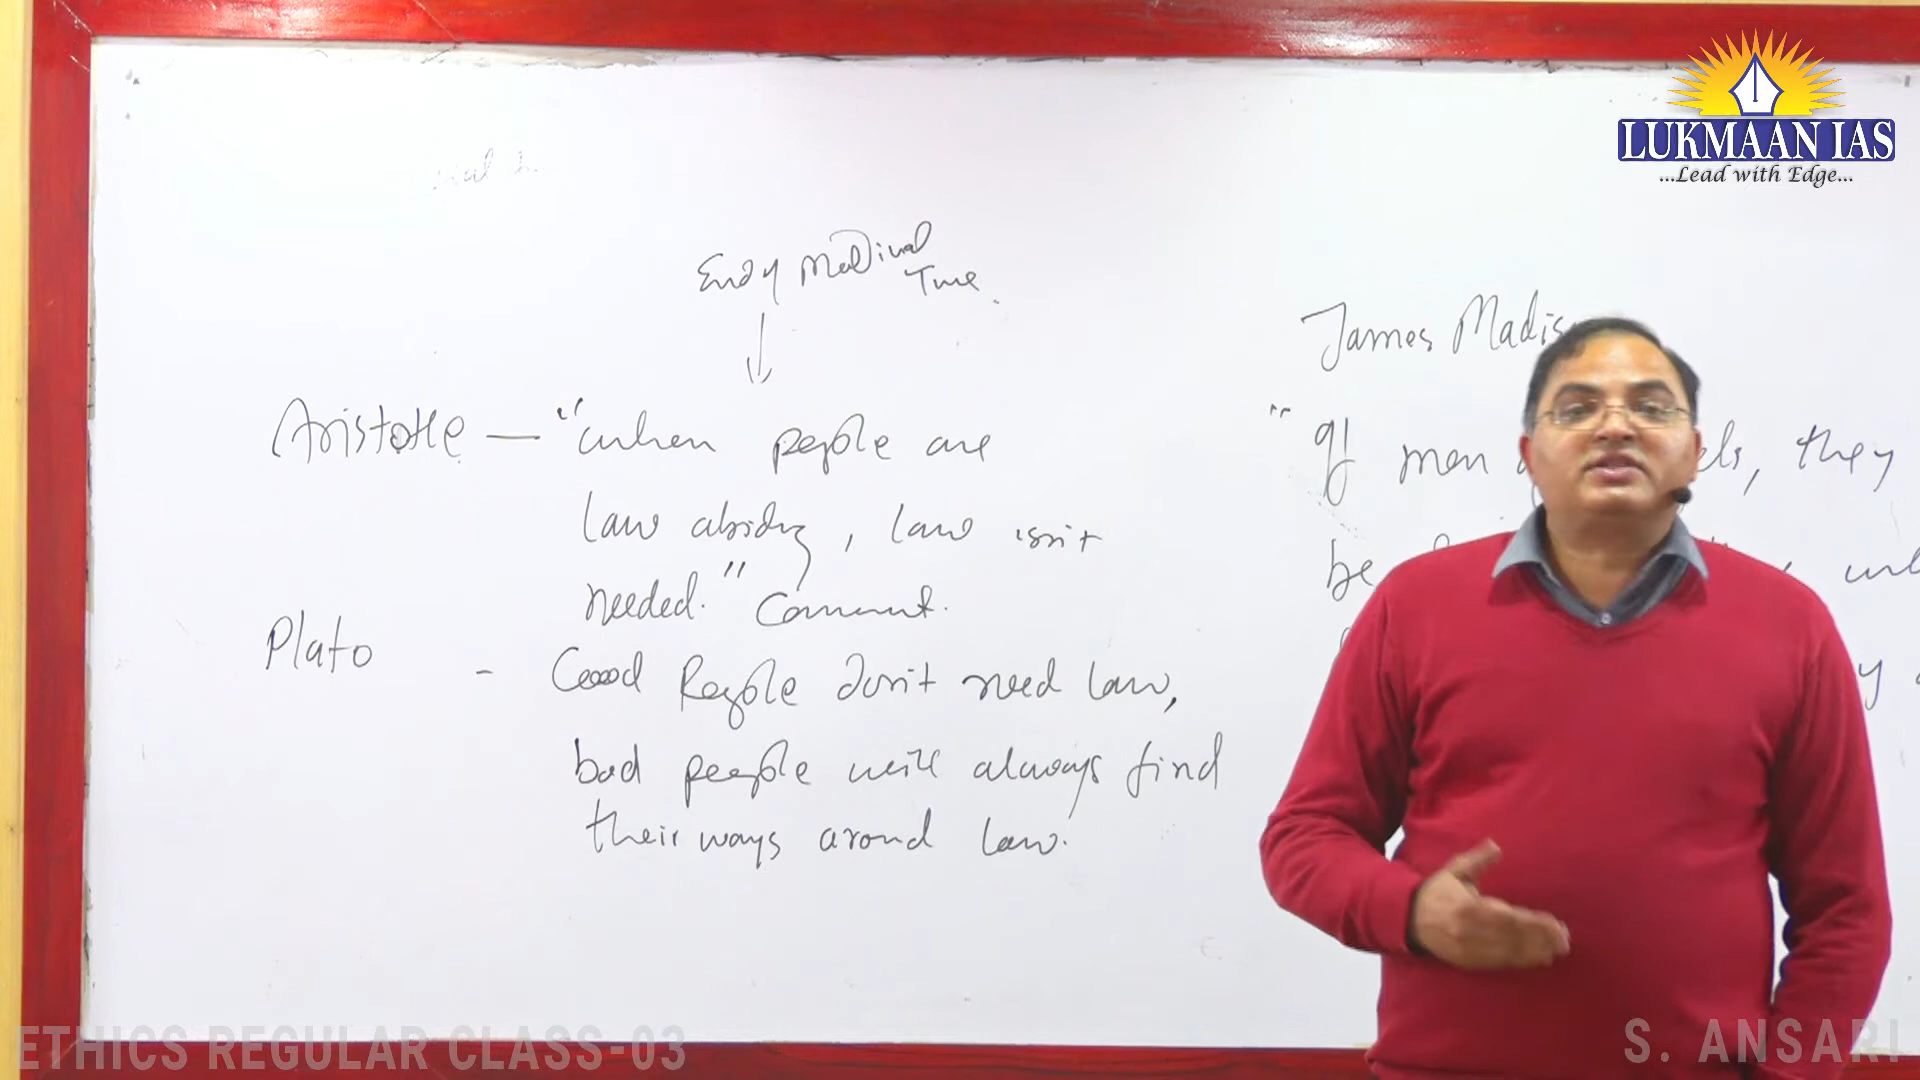 LUKMAAN IAS
...Lead with Edge...
Medival
Time
James Madis
Aristotle — "when people are
law abiding, law isn't
needed." Comment.
Plato
- Good People don't need law,
bad people will always find
their ways around law.
"If men
they
be
y
ETHICS REGULAR CLASS-03
S. ANSARI